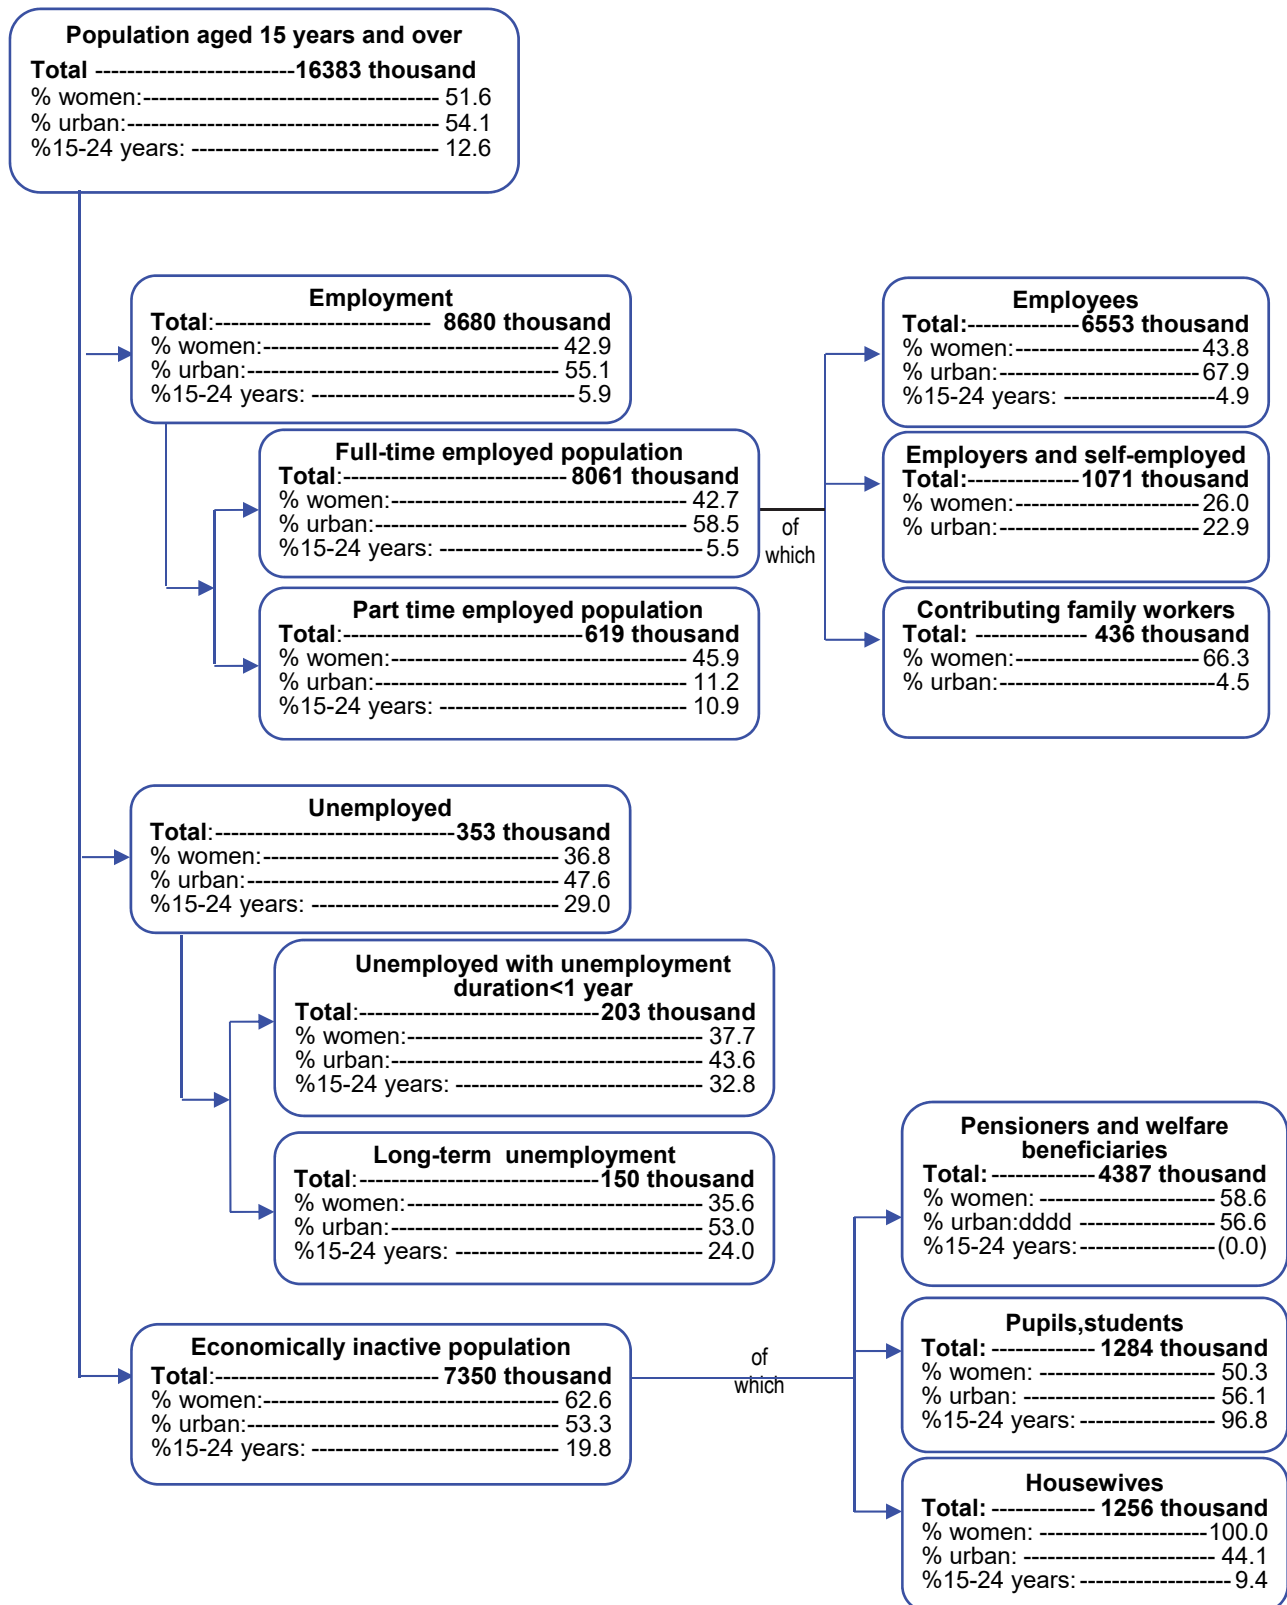 Population aged 15 years and over
Total -------------------------16383 thousand
% women:------------------------------------- 51.6
% urban:--------------------------------------- 54.1
%15-24 years: ------------------------------- 12.6
Employment
Total:--------------------------- 8680 thousand
% women:------------------------------------- 42.9
% urban:--------------------------------------- 55.1
%15-24 years: ---------------------------------5.9
Full-time employed population
Total:---------------------------- 8061 thousand
% women:------------------------------------- 42.7
% urban:--------------------------------------- 58.5
%15-24 years: --------------------------------- 5.5
Part time employed population
Total:------------------------------619 thousand
% women:------------------------------------- 45.9
% urban:--------------------------------------- 11.2
%15-24 years: ------------------------------- 10.9
of
which
Employees
Total:--------------6553 thousand
% women:------------------------43.8
% urban:--------------------------67.9
%15-24 years: -------------------4.9
Employers and self-employed
Total:--------------1071 thousand
% women:------------------------26.0
% urban:--------------------------22.9
Contributing family workers
Total: -------------- 436 thousand
% women:-----------------------66.3
% urban:---------------------------4.5
Unemployed
Total:------------------------------353 thousand
% women:------------------------------------- 36.8
% urban:--------------------------------------- 47.6
%15-24 years: ------------------------------- 29.0
Unemployed with unemployment
duration<1 year
Total:------------------------------203 thousand
% women:------------------------------------- 37.7
% urban:--------------------------------------- 43.6
%15-24 years: ------------------------------- 32.8
Long-term unemployment
Total:------------------------------150 thousand
% women:------------------------------------- 35.6
% urban:--------------------------------------- 53.0
%15-24 years: ------------------------------- 24.0
Economically inactive population
Total:---------------------------- 7350 thousand
% women:------------------------------------- 62.6
% urban:--------------------------------------- 53.3
%15-24 years: ------------------------------- 19.8
of
which
Pensioners and welfare
beneficiaries
Total: -------------4387 thousand
% women: ---------------------- 58.6
% urban:dddd ----------------- 56.6
%15-24 years:-----------------(0.0)
Pupils,students
Total: ------------- 1284 thousand
% women: ---------------------- 50.3
% urban: ------------------------ 56.1
%15-24 years:----------------- 96.8
Housewives
Total: ------------- 1256 thousand
% women: ---------------------100.0
% urban: ------------------------ 44.1
%15-24 years:------------------- 9.4